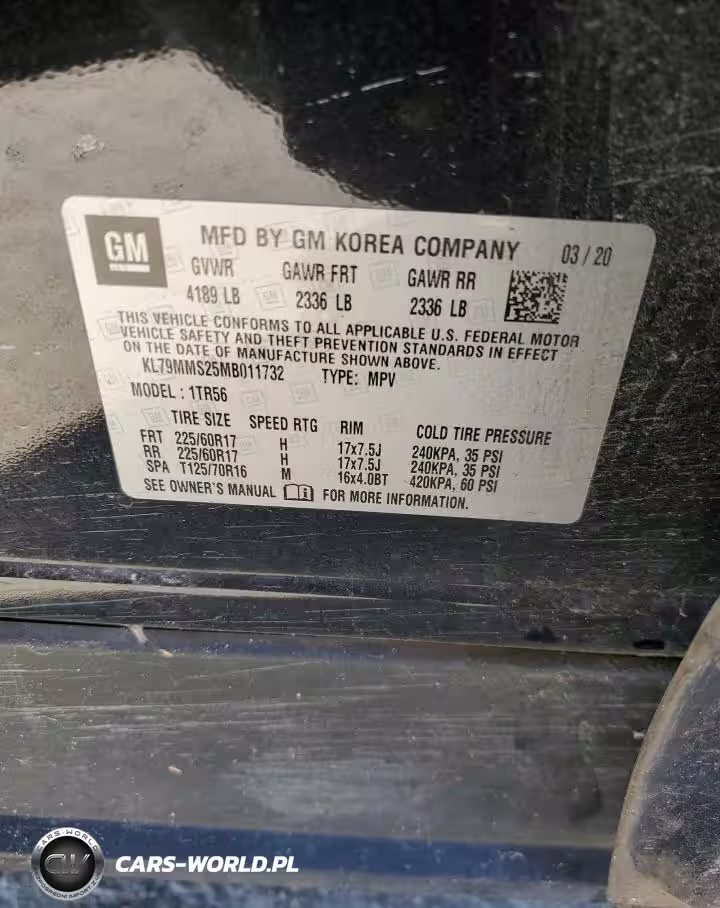 GM
MFD BY GM KOREA COMPANY 03 / 20
GVWR GAWR FRT GAWR RR
4189 LB 2336 LB 2336 LB
THIS VEHICLE CONFORMS TO ALL APPLICABLE U.S. FEDERAL MOTOR
VEHICLE SAFETY AND THEFT PREVENTION STANDARDS IN EFFECT
ON THE DATE OF MANUFACTURE SHOWN ABOVE.
KL79MMS25MB011732 TYPE: MPV
MODEL : 1TR56
TIRE SIZE SPEED RTG RIM COLD TIRE PRESSURE
FRT 225/60R17 H 17x7.5J 240KPA, 35 PSI
RR 225/60R17 H 17x7.5J 240KPA, 35 PSI
SPA T125/70R16 M 16x4.0BT 420KPA, 60 PSI
SEE OWNER'S MANUAL FOR MORE INFORMATION.
CARS-WORLD
CW
CARS-WORLD.PL